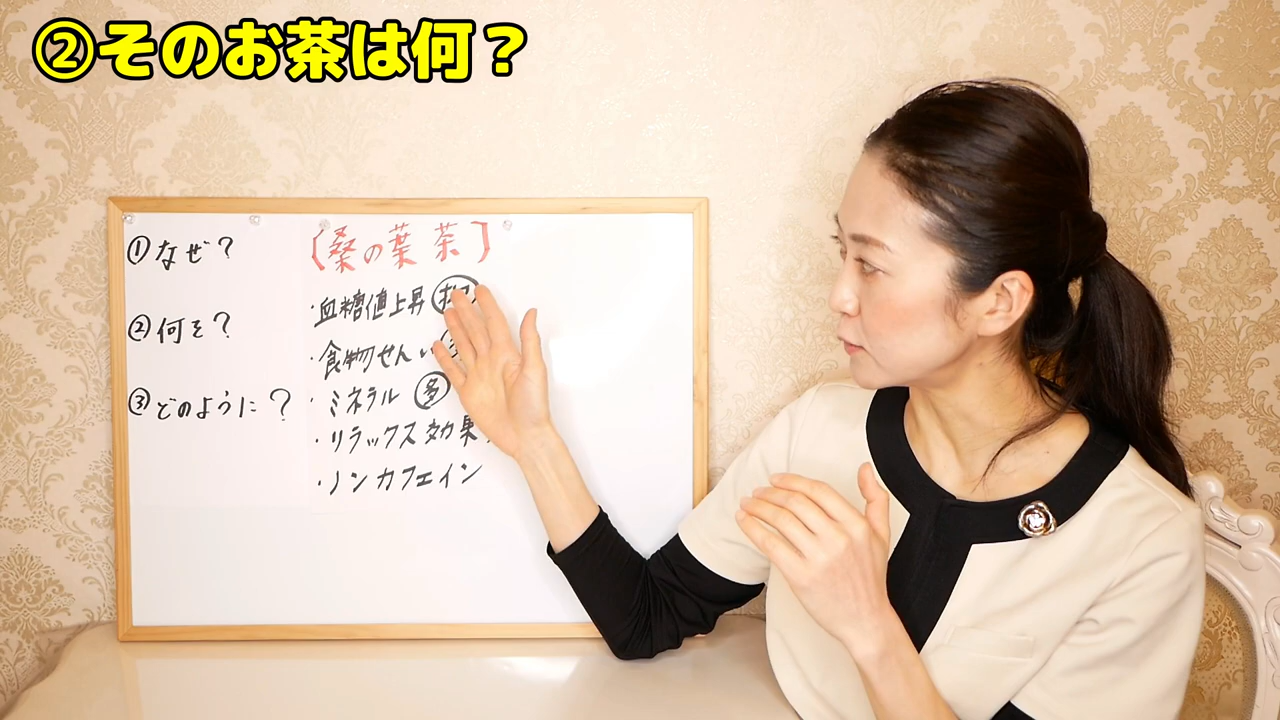 ②そのお茶は何？
①なぜ？
②何を？
③どのように？
〔桑の葉茶〕
・血糖値上昇
・食物せんい
・ミネラル 多
・リラックス効果
・ノンカフェイン